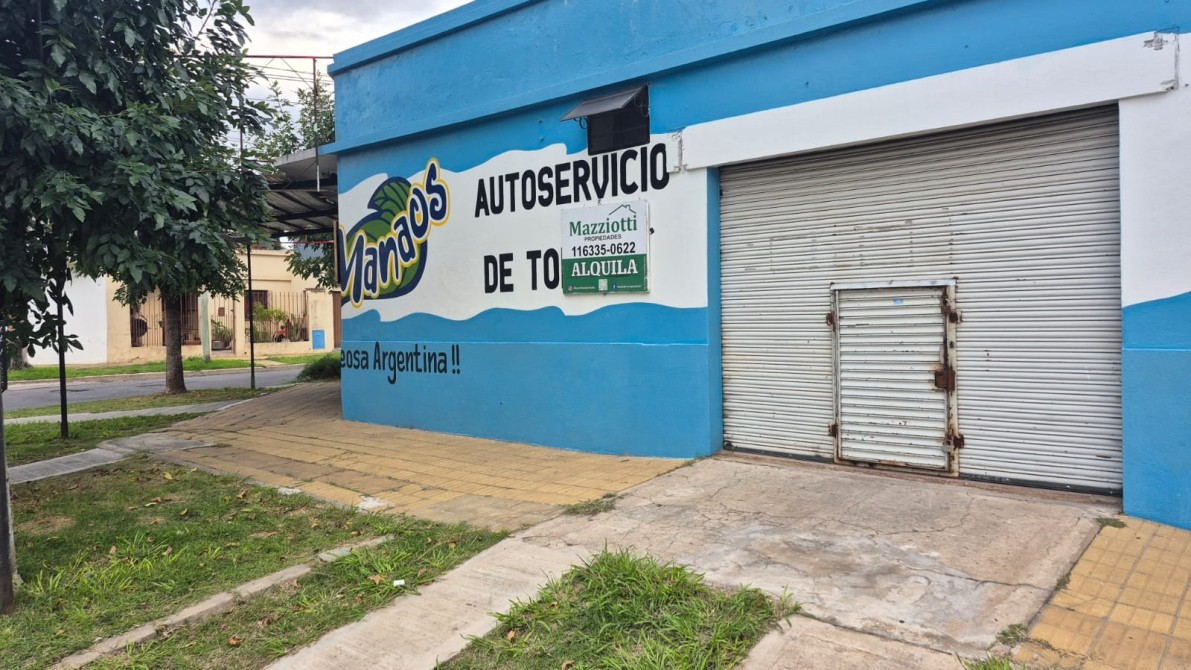 ManaOS
AUTOSERVICIO
DE TO
eosa Argentina !!
Mazziotti
PROPIEDADES
116335-0622
ALQUILA